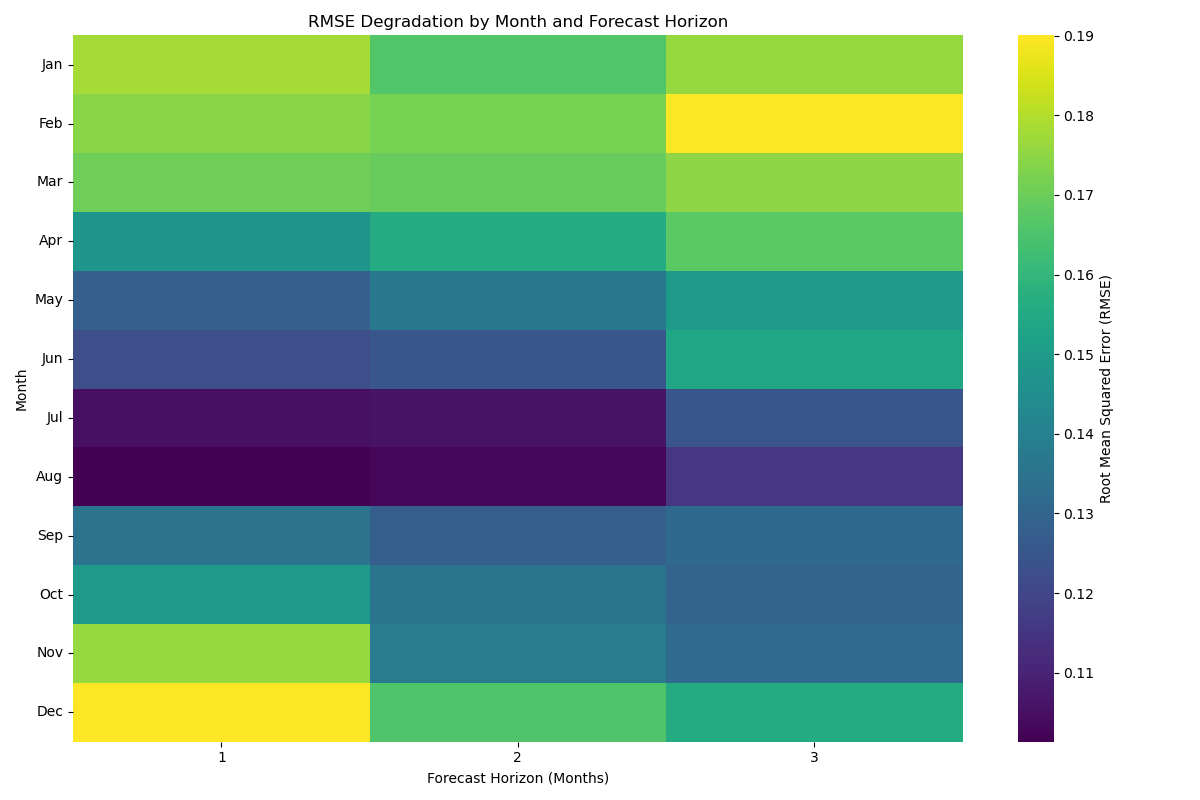 RMSE Degradation by Month and Forecast Horizon
Month
Jan
Feb
Mar
Apr
May
Jun
Jul
Aug
Sep
Oct
Nov
Dec
1 2 3
Forecast Horizon (Months)
0.19
0.18
0.17
0.16
0.15
0.14
0.13
0.12
0.11
Root Mean Squared Error (RMSE)